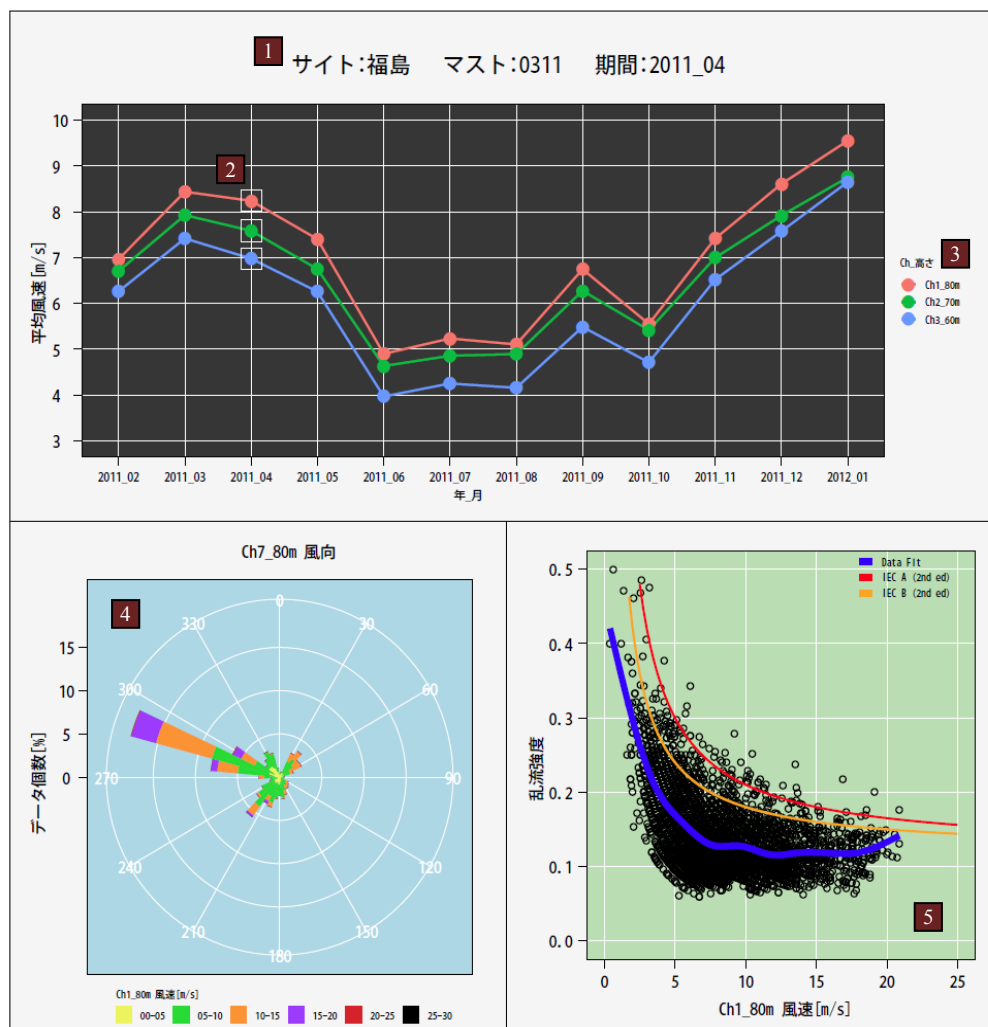 1
サイト:福島 マスト:0311 期間:2011_04
10
9
8
7
6
5
4
3
平均風速[m/s]
2
2011_02 2011_03 2011_04 2011_05 2011_06 2011_07 2011_08 2011_09 2011_10 2011_11 2011_12 2012_01
年_月
3
Ch_高さ
Ch1_80m
Ch2_70m
Ch3_60m
Ch7_80m 風向
4
15
10
5
0
データ個数[%]
0
30
60
90
120
150
180
210
240
270
300
330
Ch1_80m 風速[m/s]
00-05 05-10 10-15 15-20 20-25 25-30
0.5
0.4
0.3
0.2
0.1
0.0
乱流強度
Data Fit
IEC A (2nd ed)
IEC B (2nd ed)
5
0 5 10 15 20 25
Ch1_80m 風速[m/s]